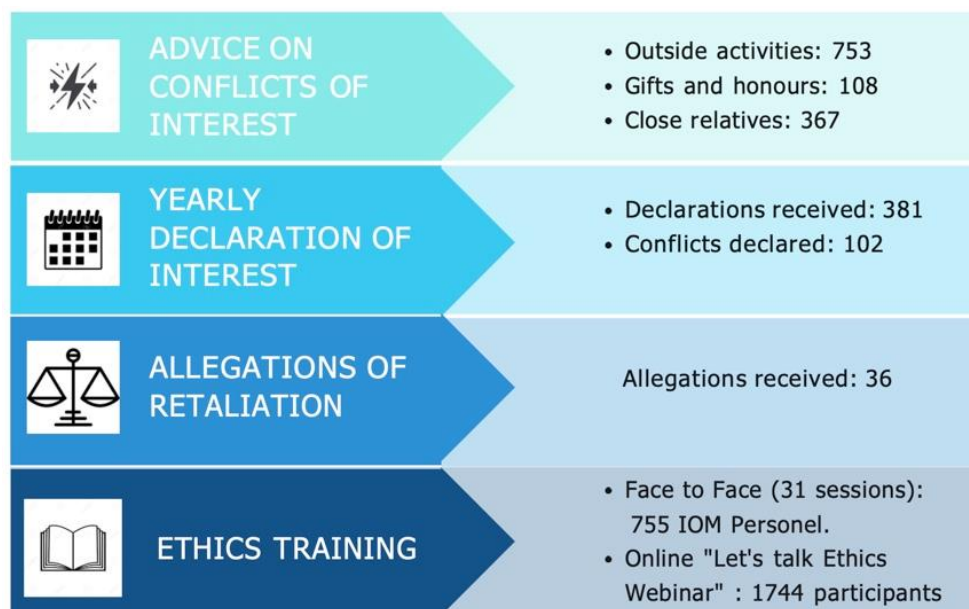 ADVICE ON
CONFLICTS OF
INTEREST
• Outside activities: 753
• Gifts and honours: 108
• Close relatives: 367
YEARLY
DECLARATION OF
INTEREST
• Declarations received: 381
• Conflicts declared: 102
ALLEGATIONS OF
RETALIATION
Allegations received: 36
ETHICS TRAINING
• Face to Face (31 sessions):
755 IOM Personel.
• Online "Let's talk Ethics
Webinar" : 1744 participants